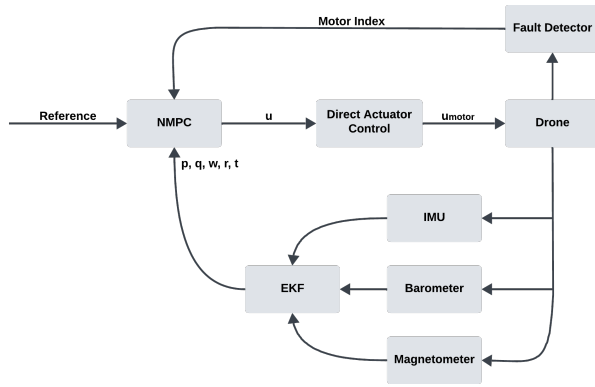 Motor Index
Fault Detector
Reference
NMPC
u
Direct Actuator
Control
umotor
Drone
p, q, w, r, t
IMU
EKF
Barometer
Magnetometer